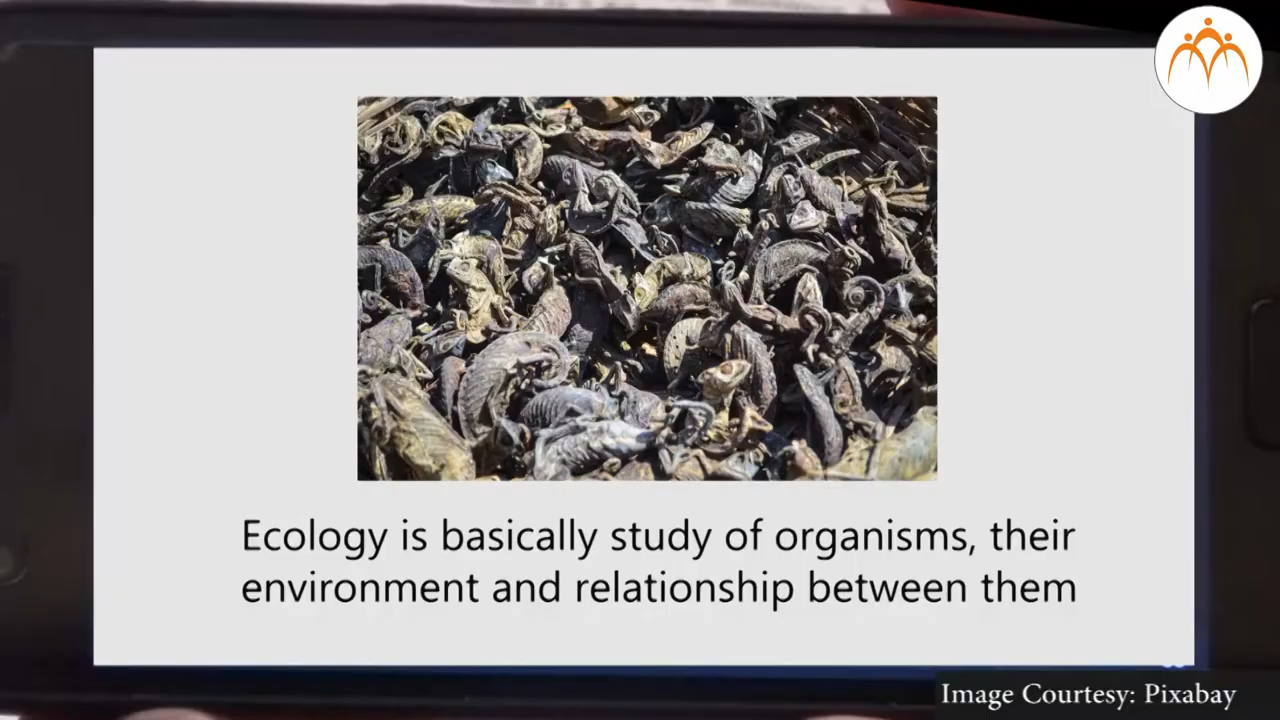 Ecology is basically study of organisms, their
environment and relationship between them
Image Courtesy: Pixabay